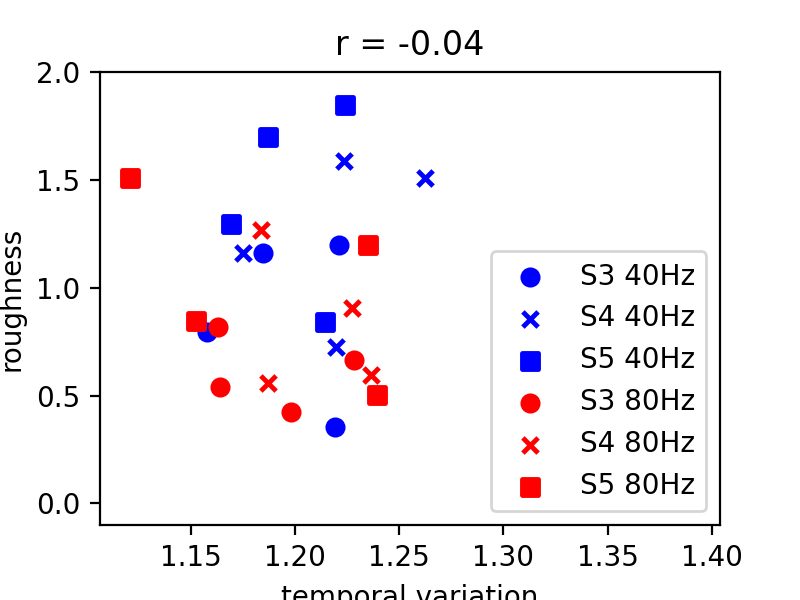 r = -0.04
2.0
1.5
1.0
0.5
0.0
roughness
S3 40Hz
S4 40Hz
S5 40Hz
S3 80Hz
S4 80Hz
S5 80Hz
1.15 1.20 1.25 1.30 1.35 1.40
temporal variation